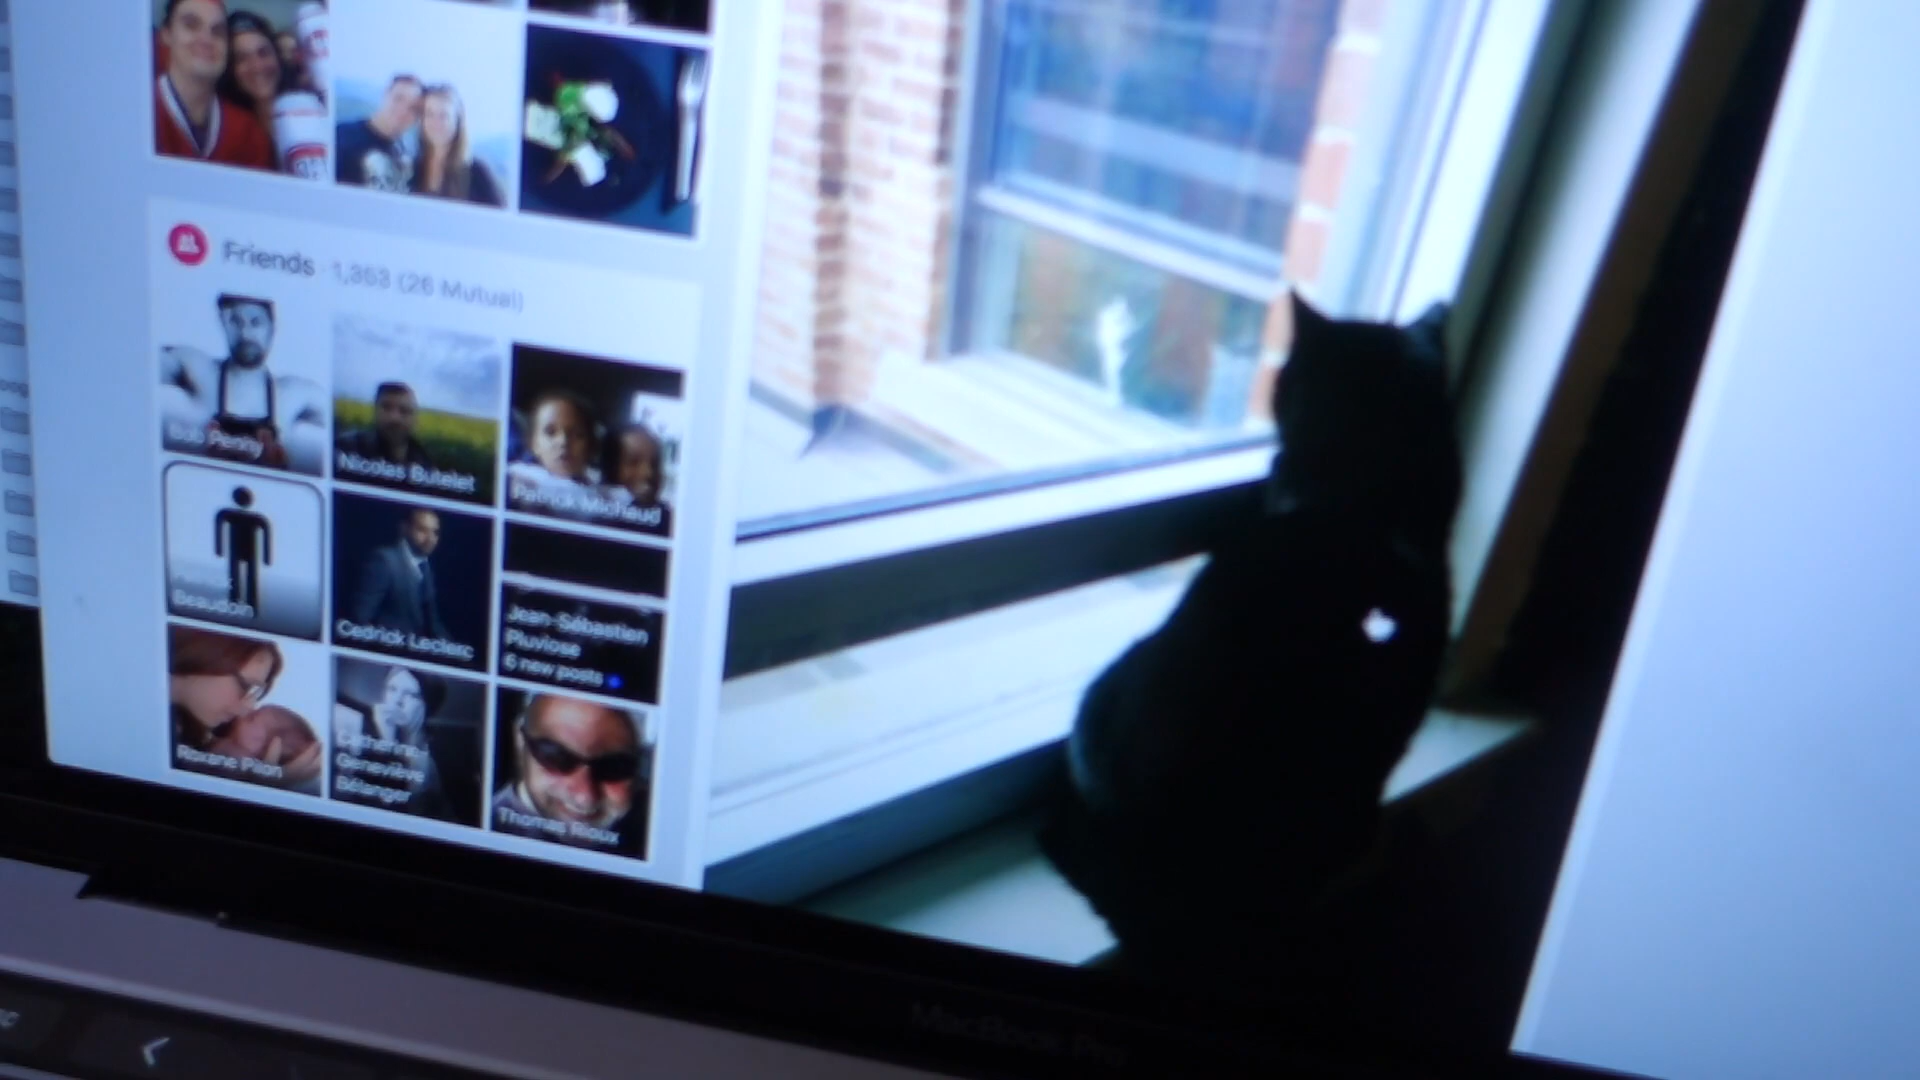 Friends · 1,353 (26 Mutual)
Bob Penny
Nicolas Butelet
Patrick Michaud
Beaudoin
Cedrick Leclerc
Jean-Sébastien
Pluviose
6 new posts
Roxane Pilon
Catherine
Geneviève
Bélanger
Thomas Rioux
MacBook Pro